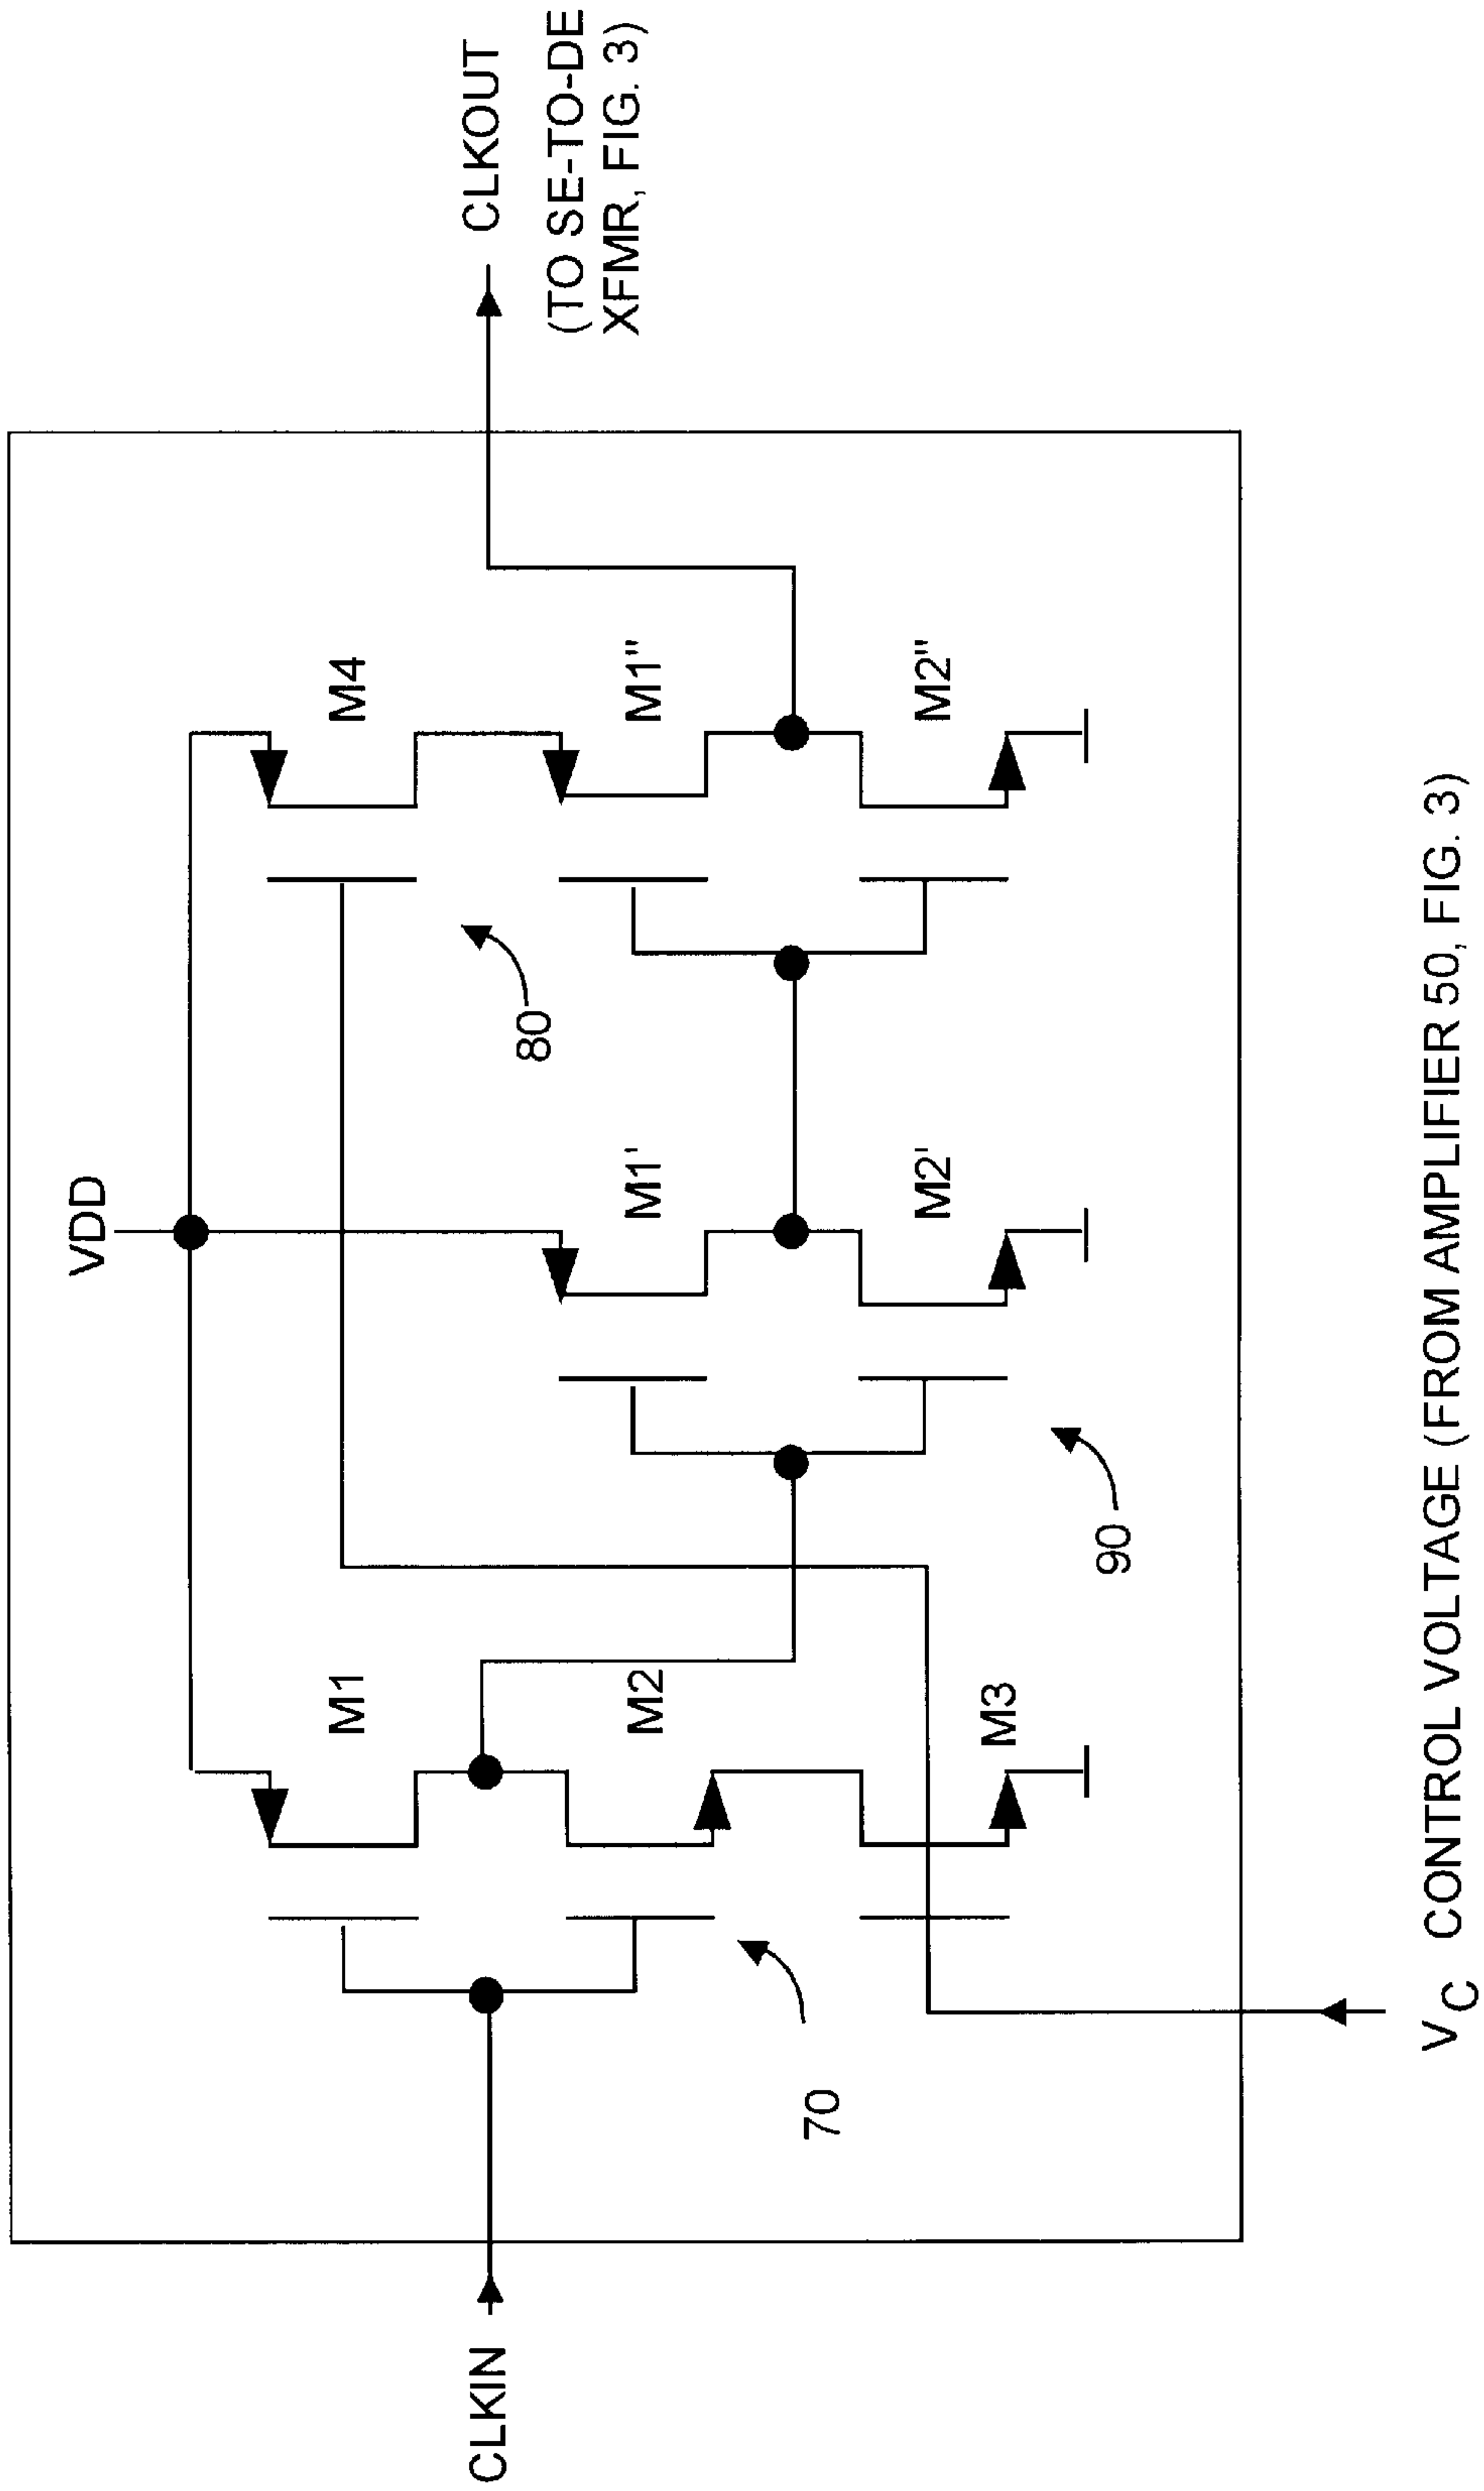 VDD
CLKIN
M1
M2
M3
70
M1'
M2'
90
M4
M1"
M2"
80
CLKOUT
(TO SE-TO-DE
XFMR, FIG. 3)
VC CONTROL VOLTAGE (FROM AMPLIFIER 50, FIG. 3)